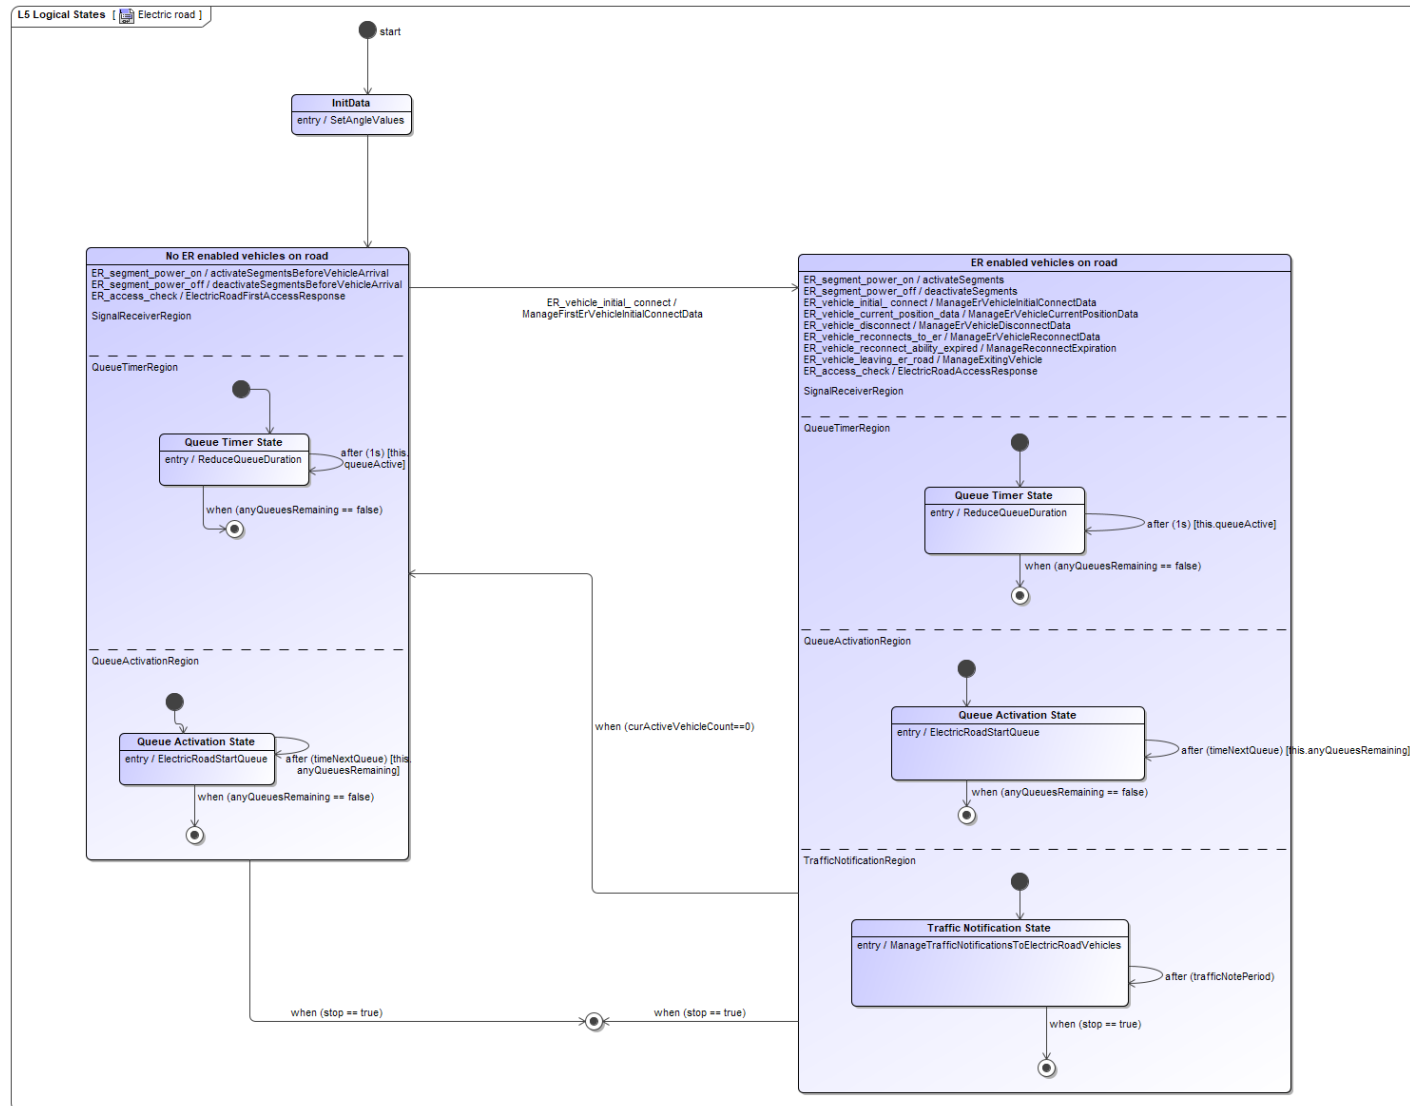 L5 Logical States [ Electric road ]
start
InitData
entry / SetAngleValues
No ER enabled vehicles on road
ER_segment_power_on / activateSegmentsBeforeVehicleArrival
ER_segment_power_off / deactivateSegmentsBeforeVehicleArrival
ER_access_check / ElectricRoadFirstAccessResponse
SignalReceiverRegion
QueueTimerRegion
Queue Timer State
entry / ReduceQueueDuration
after (1s) [this.
queueActive]
when (anyQueuesRemaining == false)
QueueActivationRegion
Queue Activation State
entry / ElectricRoadStartQueue
after (timeNextQueue) [this.
anyQueuesRemaining]
when (anyQueuesRemaining == false)
ER_vehicle_initial_ connect /
ManageFirstErVehicleInitialConnectData
when (curActiveVehicleCount==0)
when (stop == true)
when (stop == true)
ER enabled vehicles on road
ER_segment_power_on / activateSegments
ER_segment_power_off / deactivateSegments
ER_vehicle_initial_ connect / ManageErVehicleInitialConnectData
ER_vehicle_current_position_data / ManageErVehicleCurrentPositionData
ER_vehicle_disconnect / ManageErVehicleDisconnectData
ER_vehicle_reconnects_to_er / ManageErVehicleReconnectData
ER_vehicle_reconnect_ability_expired / ManageReconnectExpiration
ER_vehicle_leaving_er_road / ManageExitingVehicle
ER_access_check / ElectricRoadAccessResponse
SignalReceiverRegion
QueueTimerRegion
Queue Timer State
entry / ReduceQueueDuration
after (1s) [this.queueActive]
when (anyQueuesRemaining == false)
QueueActivationRegion
Queue Activation State
entry / ElectricRoadStartQueue
after (timeNextQueue) [this.anyQueuesRemaining]
when (anyQueuesRemaining == false)
TrafficNotificationRegion
Traffic Notification State
entry / ManageTrafficNotificationsToElectricRoadVehicles
after (trafficNotePeriod)
when (stop == true)